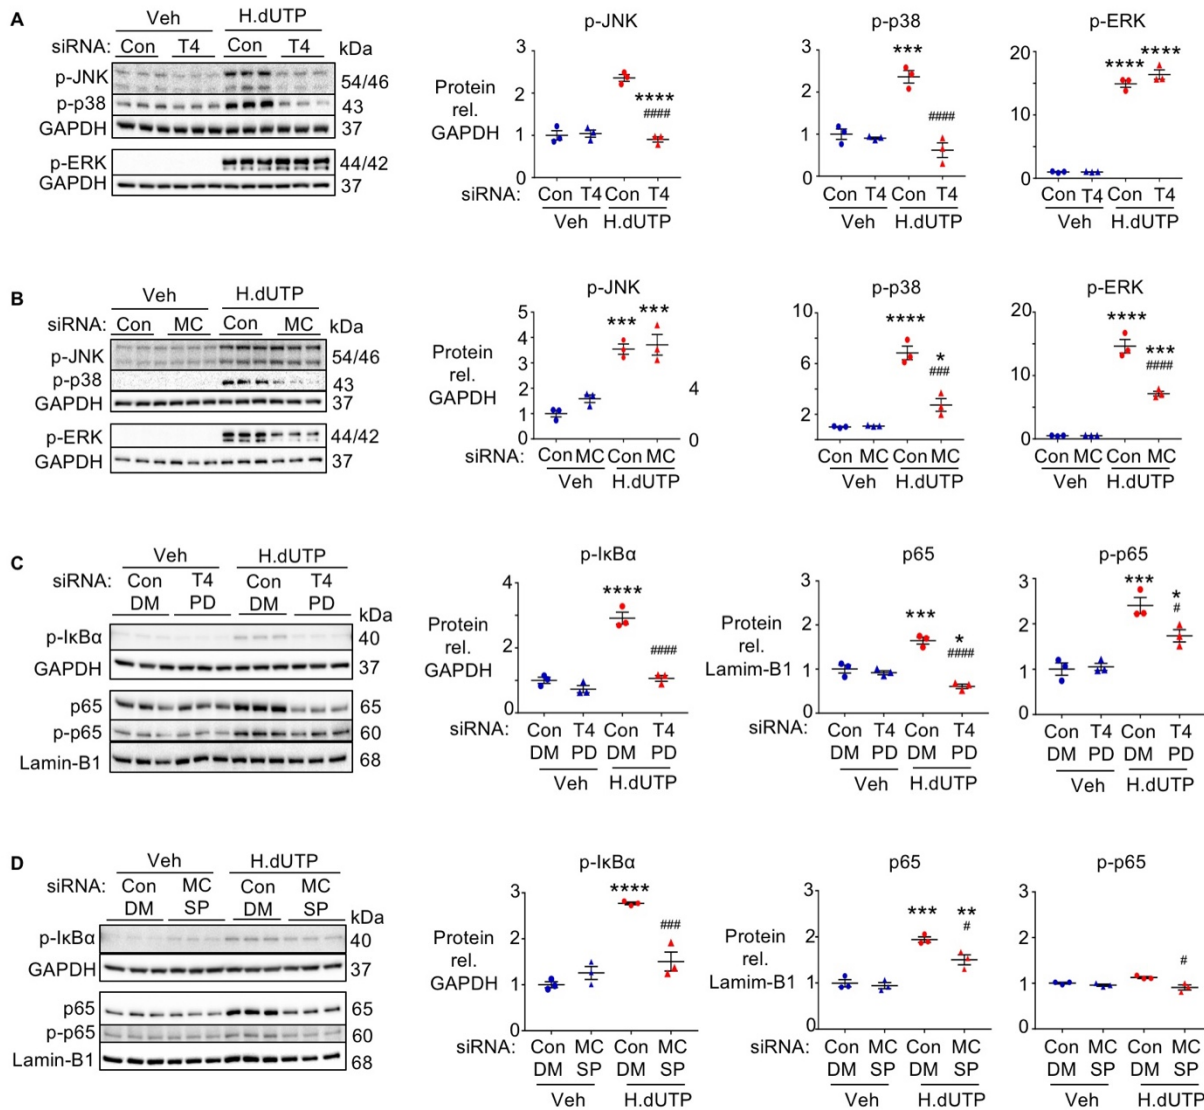 A
Veh
H.dUTP
siRNA: Con T4 Con T4 kDa
p-JNK 54/46
p-p38 43
GAPDH 37
p-ERK 44/42
GAPDH 37
p-JNK
Protein
rel.
GAPDH
3
2
1
0
****
####
siRNA: Con T4 Con T4
Veh H.dUTP
p-p38
3
2
1
0
***
####
Con T4 Con T4
Veh H.dUTP
p-ERK
20
15
10
5
0
**** ****
Con T4 Con T4
Veh H.dUTP
B
Veh H.dUTP
siRNA: Con MC Con MC kDa
p-JNK 54/46
p-p38 43
GAPDH 37
p-ERK 44/42
GAPDH 37
p-JNK
Protein
rel.
GAPDH
5
4
3
2
1
0
*** ***
4
0
siRNA: Con MC Con MC
Veh H.dUTP
p-p38
10
6
4
2
**** *
###
Con MC Con MC
Veh H.dUTP
p-ERK
20
10
0
**** ***
####
Con MC Con MC
Veh H.dUTP
C
Veh H.dUTP
siRNA: Con T4 Con T4
DM PD DM PD
kDa
p-IκBα 40
GAPDH 37
p65 65
p-p65 60
Lamin-B1 68
p-IκBα
Protein
rel.
GAPDH
4
2
1
0
****
####
siRNA: Con T4 Con T4
DM PD DM PD
Veh H.dUTP
p65
Protein
rel.
Lamim-B1
3
2
1
0
*** *
####
Con T4 Con T4
DM PD DM PD
Veh H.dUTP
p-p65
3
2
1
0
*** *
#
Con T4 Con T4
DM PD DM PD
Veh H.dUTP
D
Veh H.dUTP
siRNA: Con MC Con MC
DM SP DM SP
kDa
p-IκBα 40
GAPDH 37
p65 65
p-p65 60
Lamin-B1 68
p-IκBα
Protein
rel.
GAPDH
3
2
1
0
****
###
siRNA: Con MC Con MC
DM SP DM SP
Veh H.dUTP
p65
Protein
rel.
Lamim-B1
3
2
1
0
*** **
#
siRNA: Con MC Con MC
DM SP DM SP
Veh H.dUTP
p-p65
3
2
1
0
#
Con MC Con MC
DM SP DM SP
Veh H.dUTP